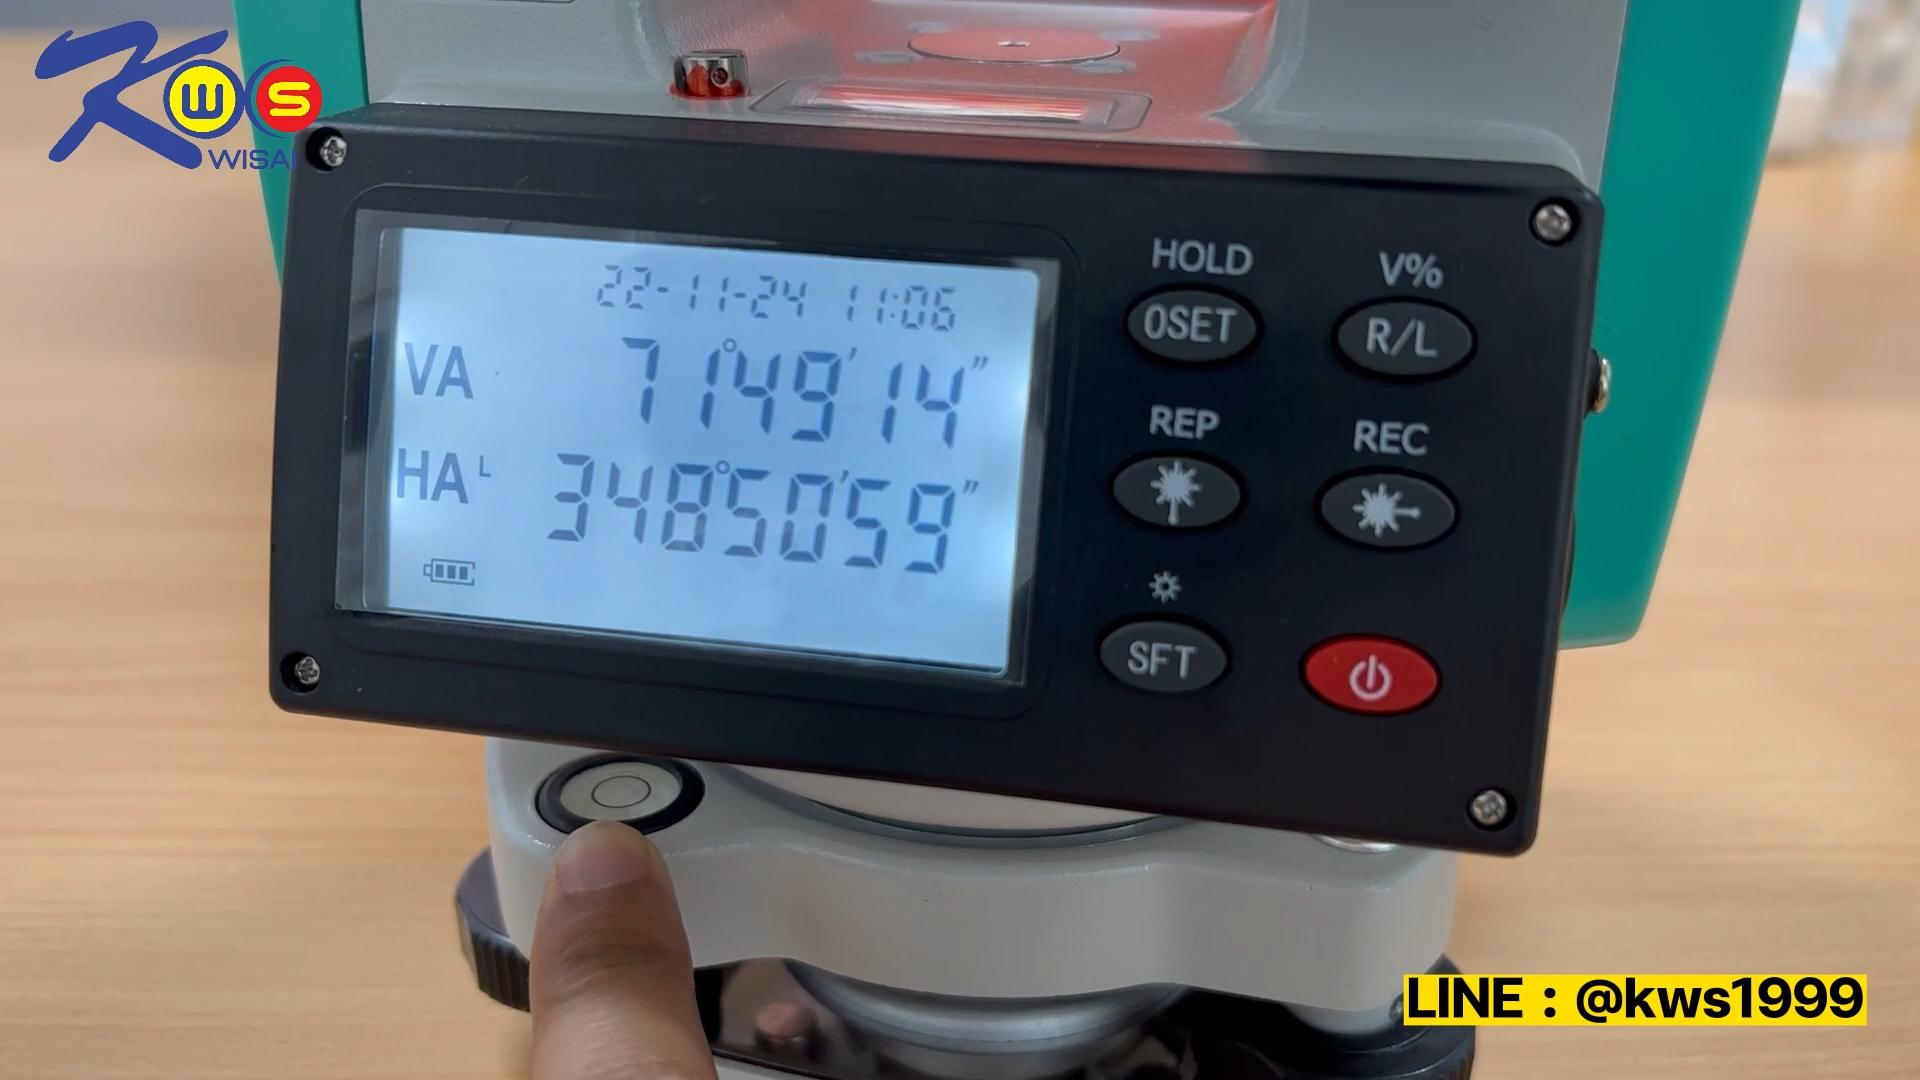 KWS
WISAI
22-11-24 11:06
VA 71°49'14"
HA L 348°50'59"
HOLD
0SET
V%
R/L
REP
REC
SFT
LINE : @kws1999